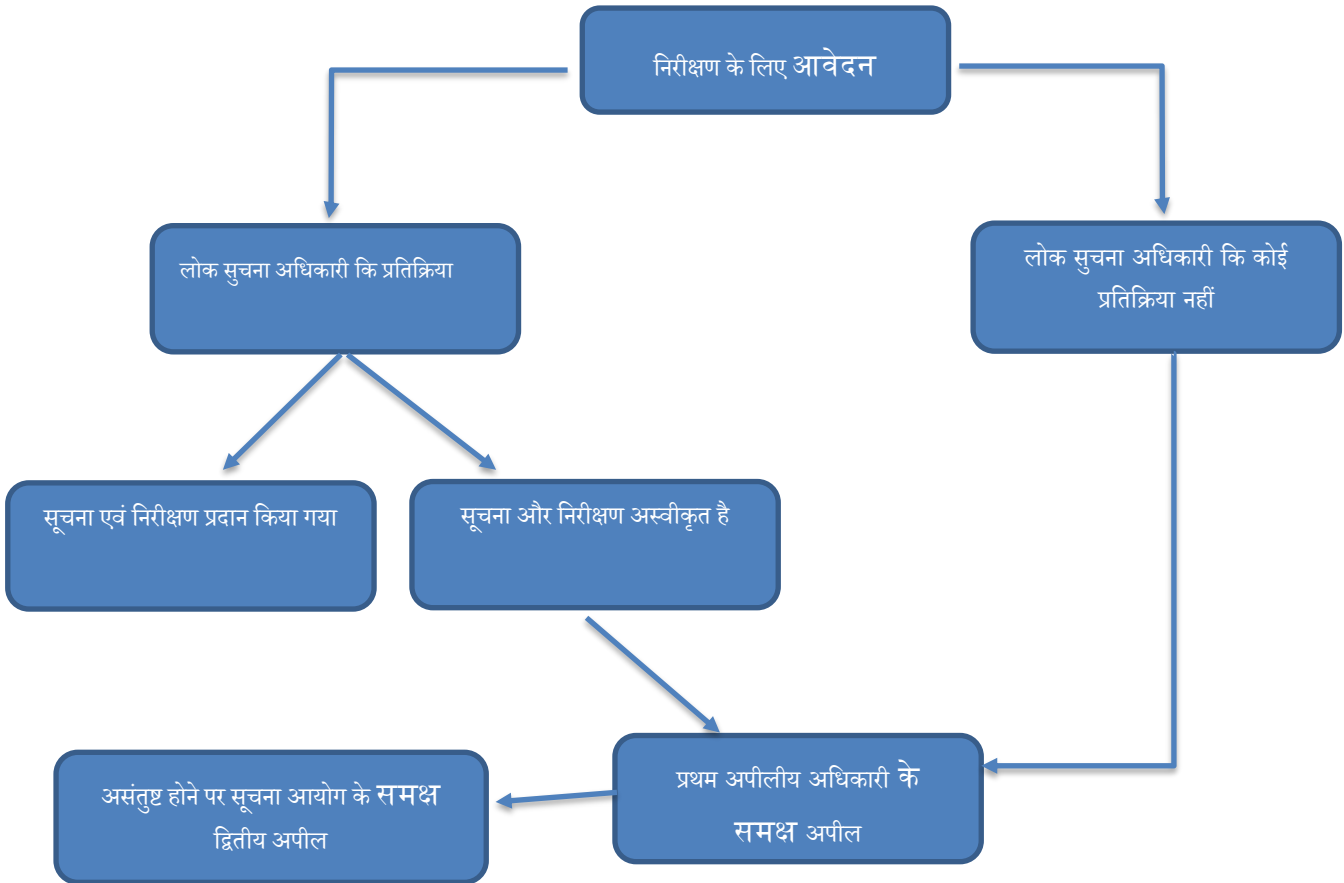 निरीक्षण के लिए आवेदन
लोक सुचना अधिकारी कि प्रतिक्रिया
लोक सुचना अधिकारी कि कोई
प्रतिक्रिया नहीं
सूचना एवं निरीक्षण प्रदान किया गया
सूचना और निरीक्षण अस्वीकृत है
प्रथम अपीलीय अधिकारी के
समक्ष अपील
असंतुष्ट होने पर सूचना आयोग के समक्ष
द्वितीय अपील